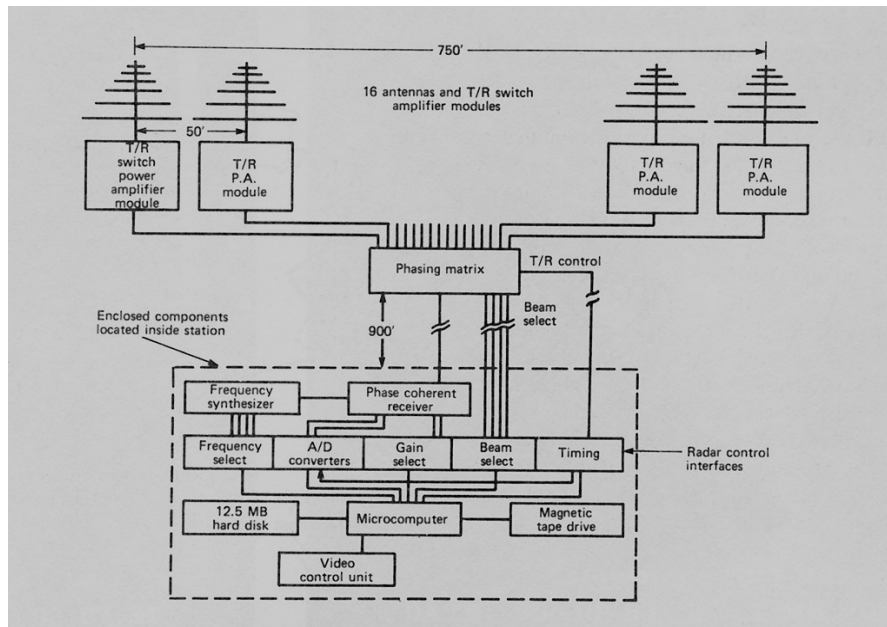 750'
16 antennas and T/R switch
amplifier modules
50'
T/R
switch
power
amplifier
module
T/R
P.A.
module
T/R
P.A.
module
T/R
P.A.
module
Phasing matrix
T/R control
Beam
select
900'
Enclosed components
located inside station
Frequency
synthesizer
Phase coherent
receiver
Frequency
select
A/D
converters
Gain
select
Beam
select
Timing
Radar control
interfaces
12.5 MB
hard disk
Microcomputer
Magnetic
tape drive
Video
control unit